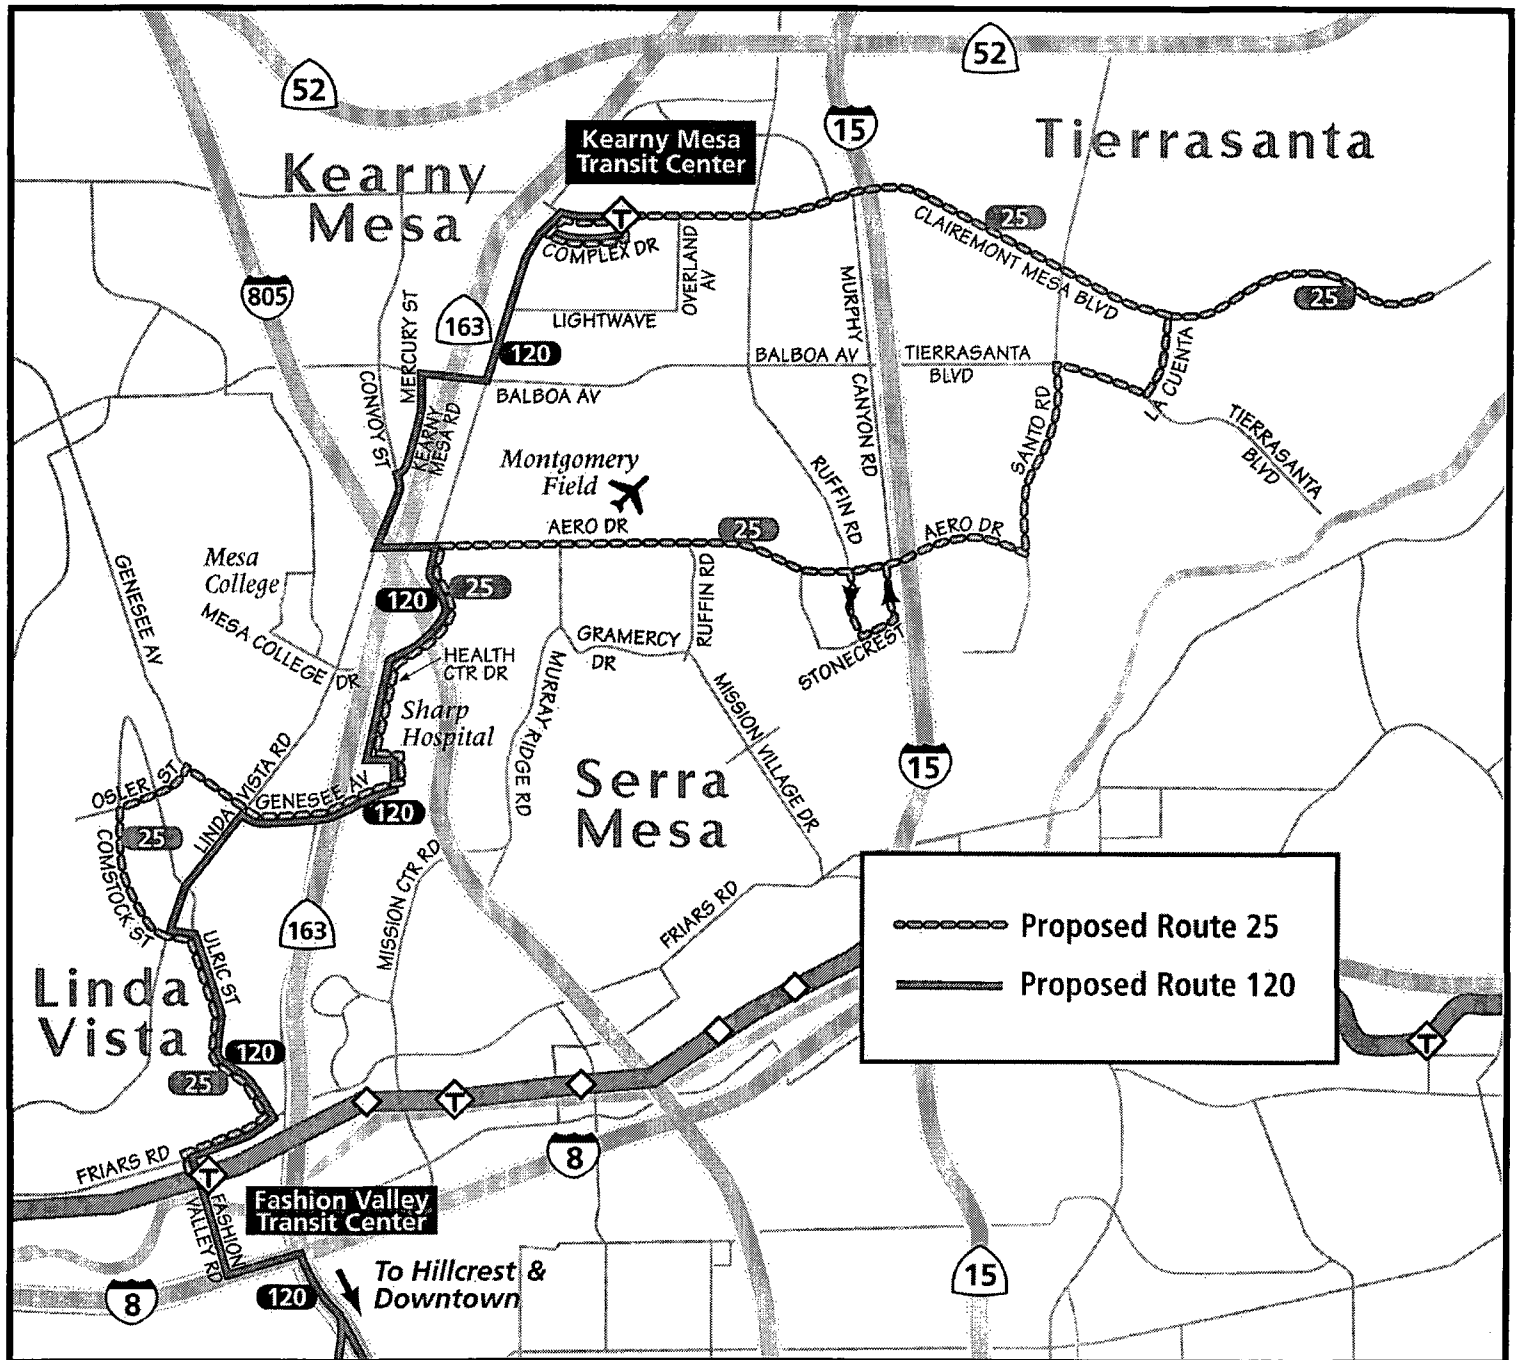 52
52
15
Kearny Mesa
Transit Center
Tierrasanta
Kearny
Mesa
T
25
CLAIREMONT MESA BLVD
COMPLEX DR
OVERLAND
AV
MURPHY
CANYON RD
805
163
MERCURY ST
25
LIGHTWAVE
120
BALBOA AV
TIERRASANTA
BLVD
LA CUENTA
CONVOY ST
KEARNY
MESA RD
BALBOA AV
SANTO RD
TIERRASANTA
BLVD
Montgomery
Field
RUFFIN RD
AERO DR
25
AERO DR
GENESEE AV
Mesa
College
MESA COLLEGE DR
120
25
RUFFIN RD
GRAMERCY
DR
STONECREST
HEALTH
CTR DR
MURRAY RIDGE RD
MISSION VILLAGE DR
Sharp
Hospital
15
OSLER ST
LINDA VISTA RD
GENESEE AV
120
Serra
Mesa
25
COMSTOCK ST
MISSION CTR RD
163
FRIARS RD
Proposed Route 25
Proposed Route 120
ULRIC ST
Linda
Vista
120
25
T
T
8
FRIARS RD
T
Fashion Valley
Transit Center
FASHION
VALLEY RD
8
120
To Hillcrest &
Downtown
15